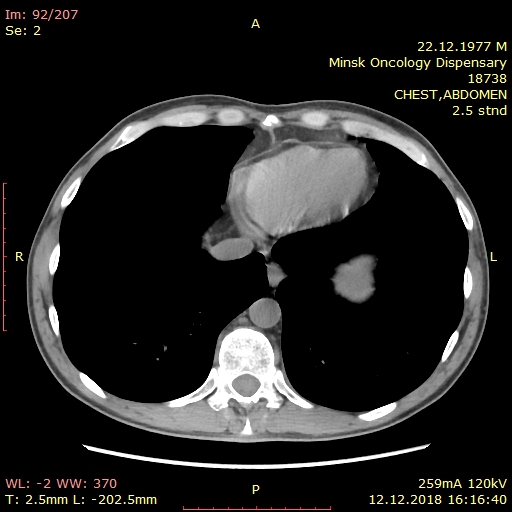 Im: 92/207
Se: 2
A
22.12.1977 M
Minsk Oncology Dispensary
18738
CHEST,ABDOMEN
2.5 stnd
R
L
WL: -2 WW: 370
T: 2.5mm L: -202.5mm
P
259mA 120kV
12.12.2018 16:16:40